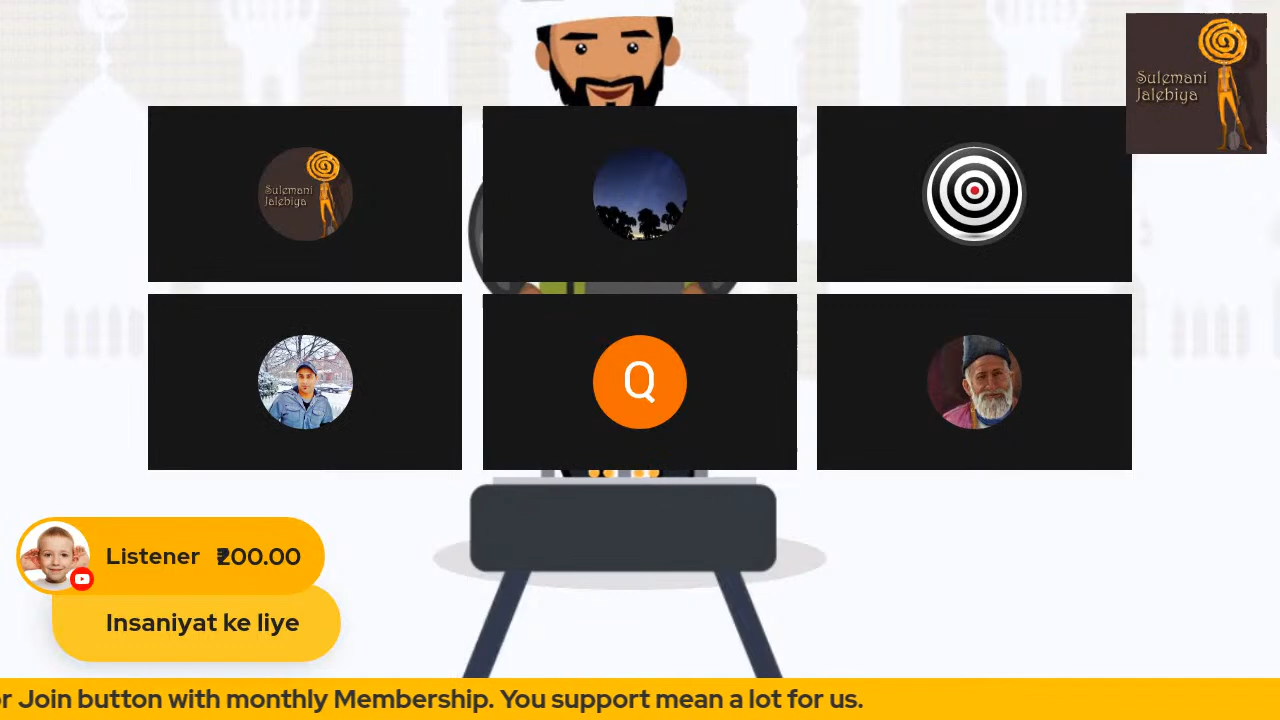 Sulemani
Jalebiya
Sulemani
Jalebiya
Q
Listener ₹200.00
Insaniyat ke liye
r Join button with monthly Membership. You support mean a lot for us.